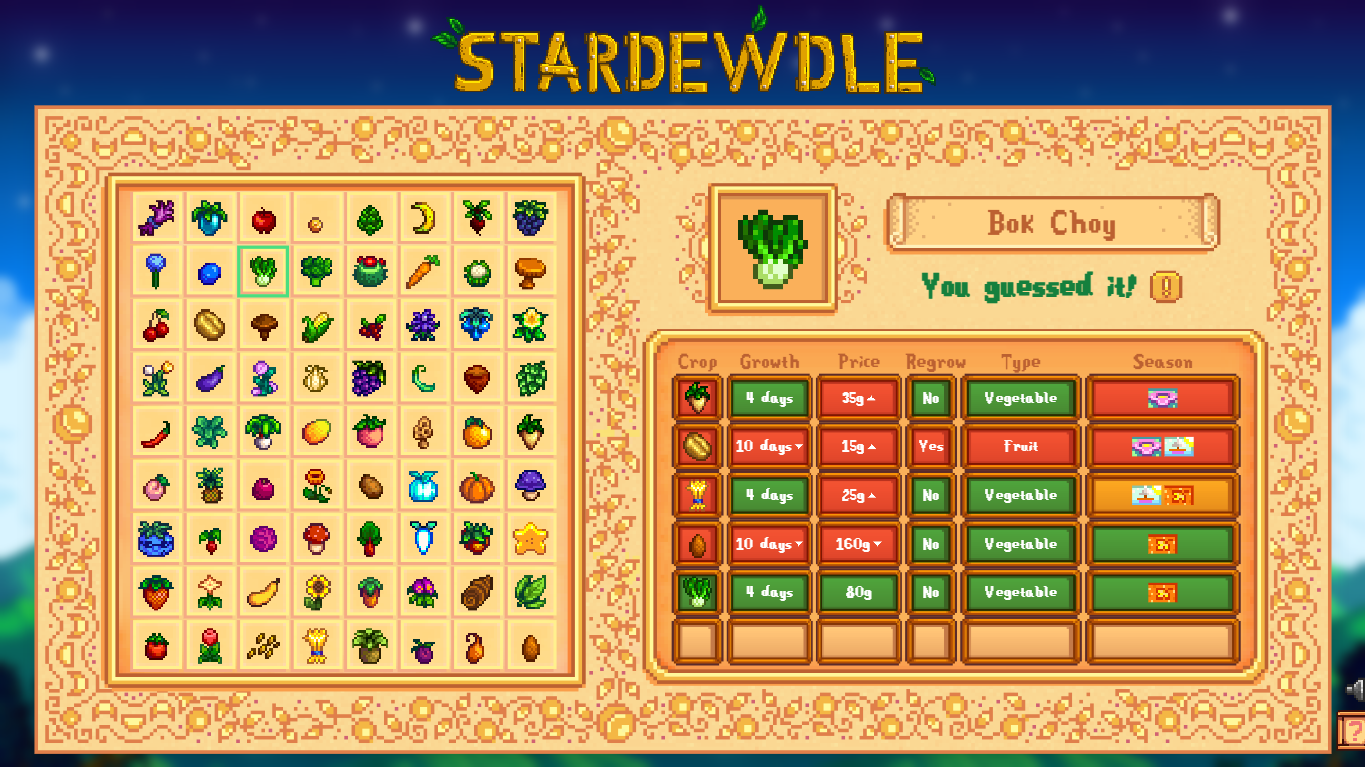 STARDEWDLE
Bok Choy
You guessed it! !
Crop Growth Price Regrow Type Season
4 days 35g No Vegetable
10 days 15g Yes Fruit
4 days 25g No Vegetable
10 days 160g No Vegetable
4 days 80g No Vegetable
?